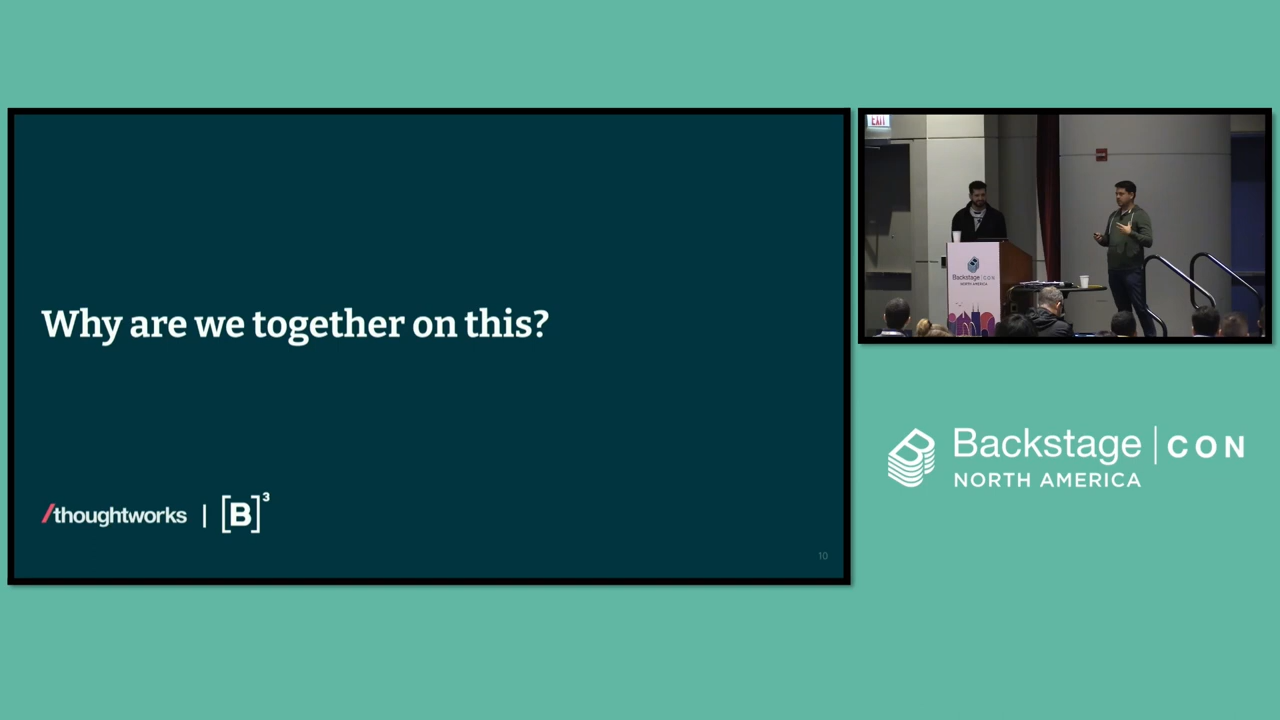 Why are we together on this?
/thoughtworks | [B]³
10
EXIT
Backstage | CON
NORTH AMERICA
Backstage | CON
NORTH AMERICA